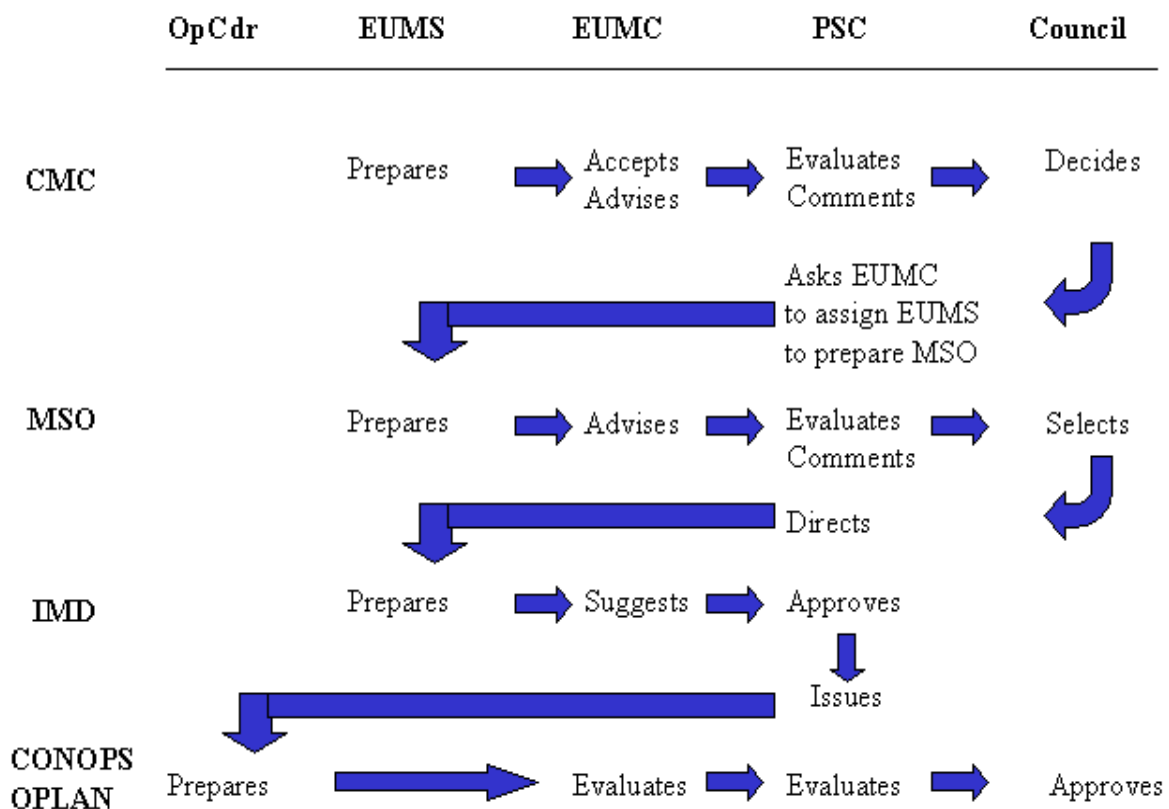 OpCdr EUMS EUMC PSC Council
CMC Prepares Accepts Advises Evaluates Comments Decides
Asks EUMC
to assign EUMS
to prepare MSO
MSO Prepares Advises Evaluates Comments Selects
Directs
IMD Prepares Suggests Approves
Issues
CONOPS OPLAN Prepares Evaluates Evaluates Approves